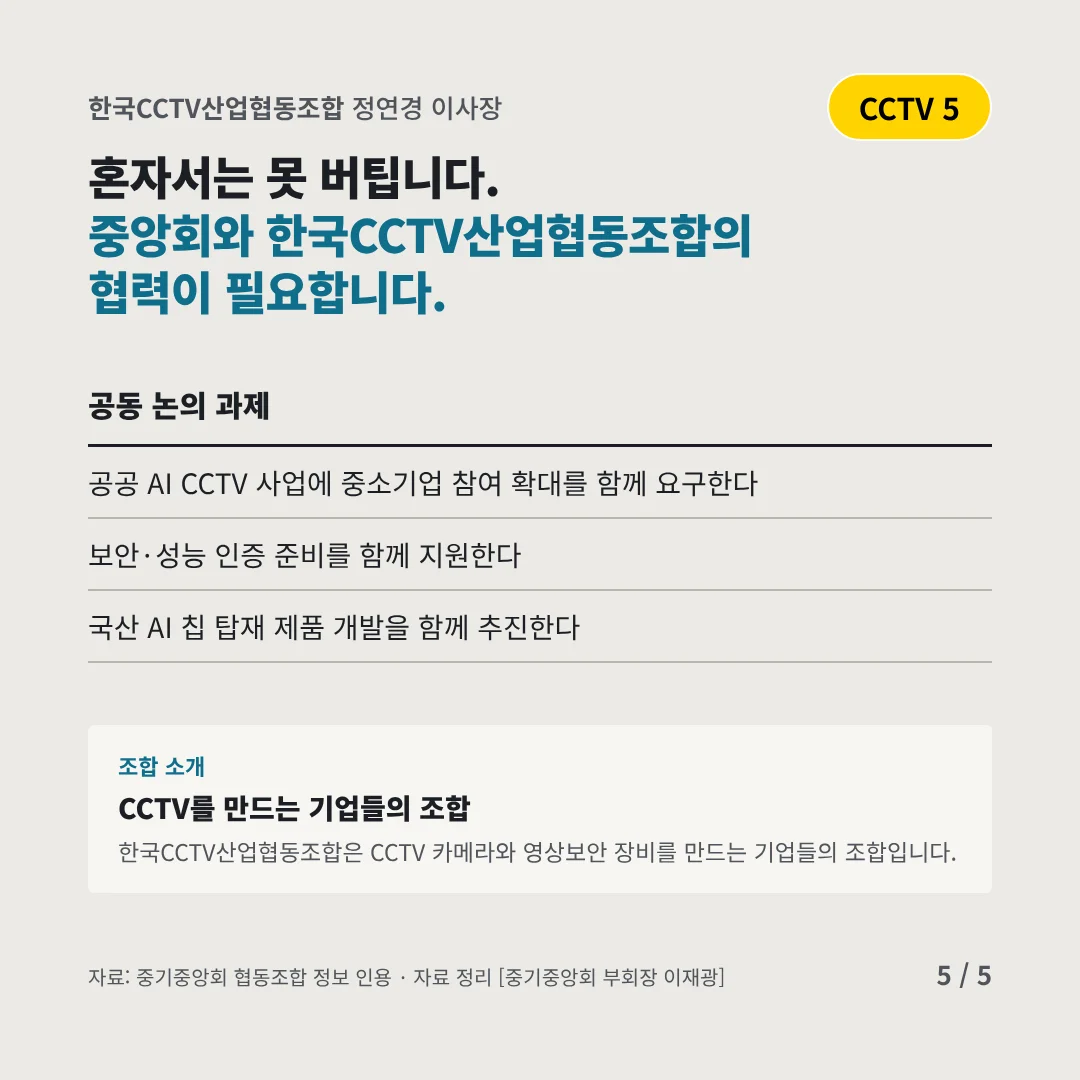 한국CCTV산업협동조합 정연경 이사장
CCTV 5
혼자서는 못 버팁니다.
중앙회와 한국CCTV산업협동조합의
협력이 필요합니다.
공동 논의 과제
공공 AI CCTV 사업에 중소기업 참여 확대를 함께 요구한다
보안·성능 인증 준비를 함께 지원한다
국산 AI 칩 탑재 제품 개발을 함께 추진한다
조합 소개
CCTV를 만드는 기업들의 조합
한국CCTV산업협동조합은 CCTV 카메라와 영상보안 장비를 만드는 기업들의 조합입니다.
자료: 중기중앙회 협동조합 정보 인용 · 자료 정리 [중기중앙회 부회장 이재광]
5 / 5